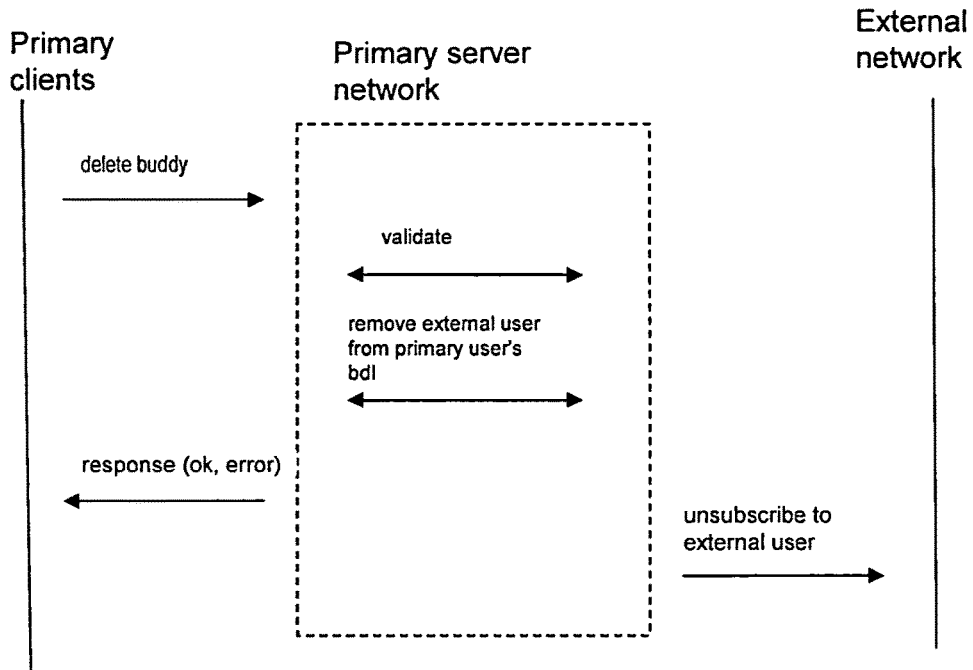 Primary
clients
Primary server
network
External
network
delete buddy
validate
remove external user
from primary user's
bdl
response (ok, error)
unsubscribe to
external user